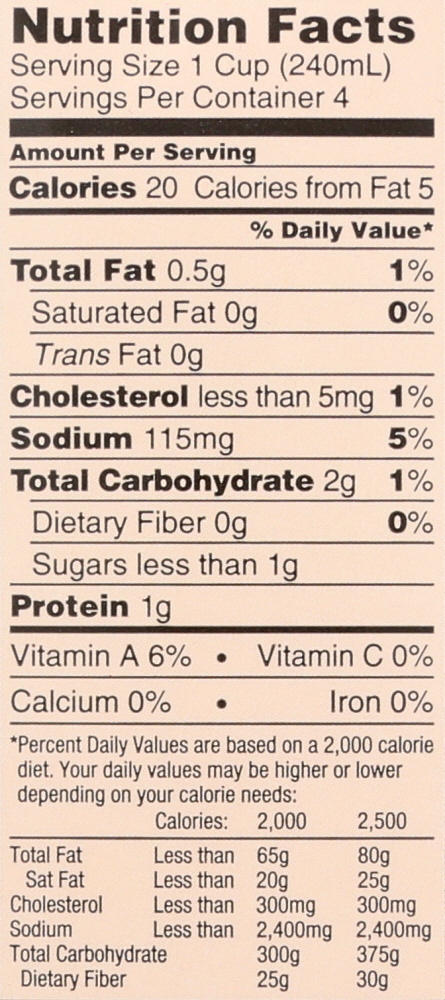 Nutrition Facts
Serving Size 1 Cup (240mL)
Servings Per Container 4
Amount Per Serving
Calories 20 Calories from Fat 5
% Daily Value*
Total Fat 0.5g 1%
Saturated Fat 0g 0%
Trans Fat 0g
Cholesterol less than 5mg 1%
Sodium 115mg 5%
Total Carbohydrate 2g 1%
Dietary Fiber 0g 0%
Sugars less than 1g
Protein 1g
Vitamin A 6% • Vitamin C 0%
Calcium 0% • Iron 0%
*Percent Daily Values are based on a 2,000 calorie
diet. Your daily values may be higher or lower
depending on your calorie needs:
Calories: 2,000 2,500
Total Fat Less than 65g 80g
Sat Fat Less than 20g 25g
Cholesterol Less than 300mg 300mg
Sodium Less than 2,400mg 2,400mg
Total Carbohydrate 300g 375g
Dietary Fiber 25g 30g